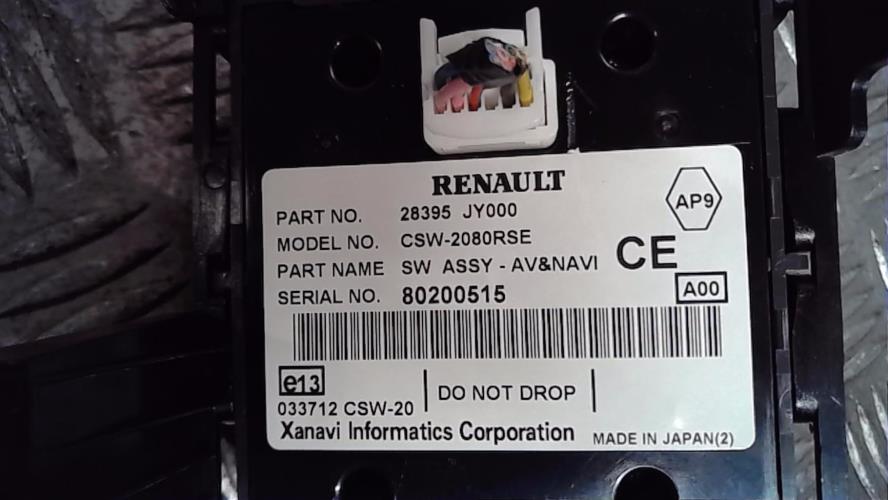 RENAULT
AP9
PART NO. 28395 JY000
MODEL NO. CSW-2080RSE
CE
PART NAME SW ASSY - AV&NAVI
SERIAL NO. 80200515
A00
e13
DO NOT DROP
033712 CSW-20
Xanavi Informatics Corporation
MADE IN JAPAN(2)